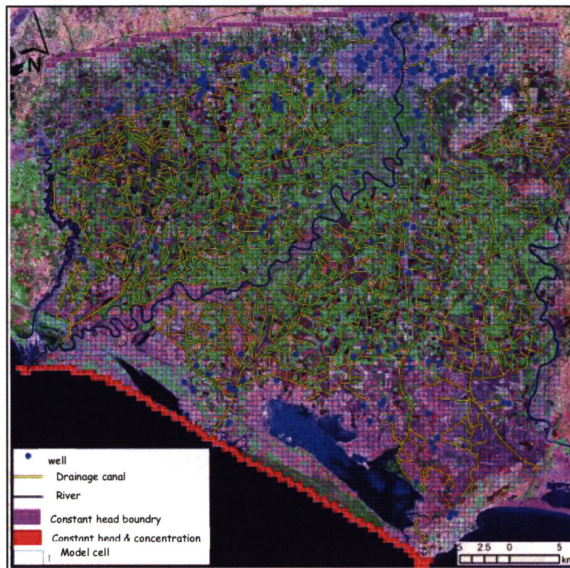 N
well
Drainage canal
River
Constant head boundry
Constant head & concentration
Model cell
5 2.5 0 5
km